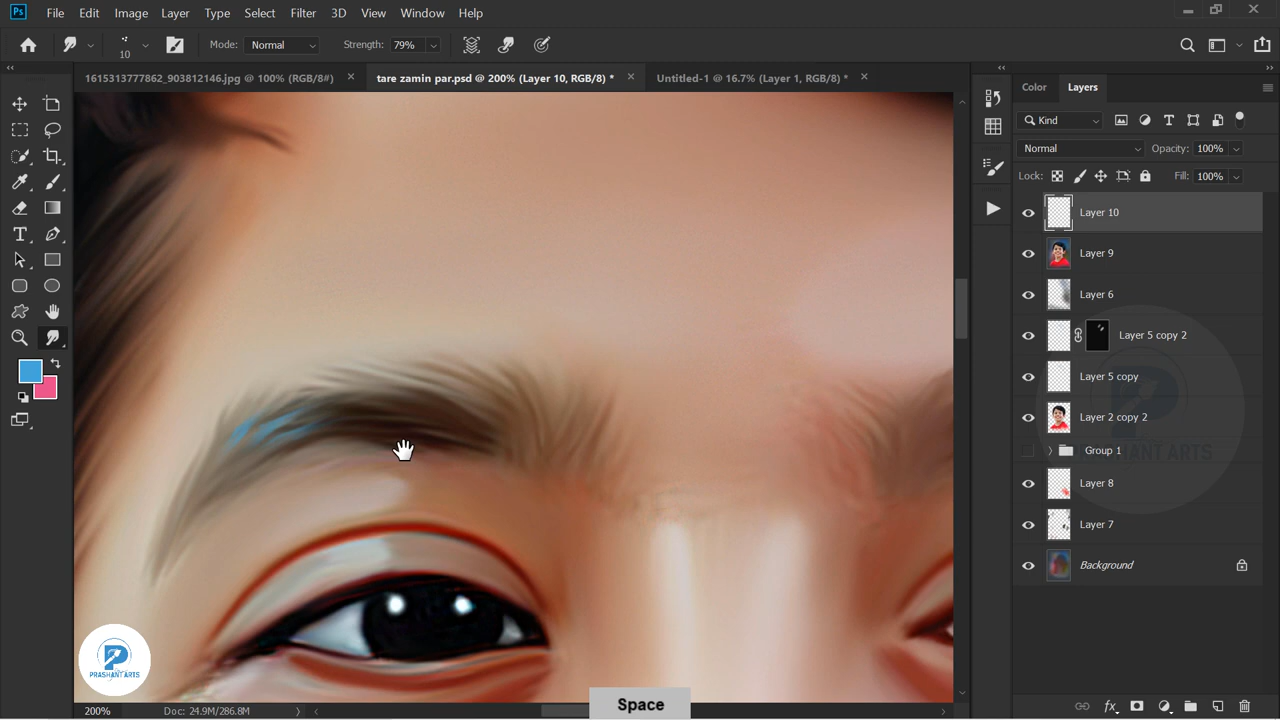 Ps File Edit Image Layer Type Select Filter 3D View Window Help
10 Mode: Normal Strength: 79%
1615313777862_903812146.jpg @ 100% (RGB/8#) × tare zamin par.psd @ 200% (Layer 10, RGB/8) * × Untitled-1 @ 16.7% (Layer 1, RGB/8) * ×
Color Layers
Kind
Normal Opacity: 100%
Lock: Fill: 100%
Layer 10
Layer 9
Layer 6
Layer 5 copy 2
Layer 5 copy
Layer 2 copy 2
Group 1
PRASHANT ARTS
Layer 8
Layer 7
Background
PRASHANT ARTS
Space
200% Doc: 24.9M/286.8M
fx